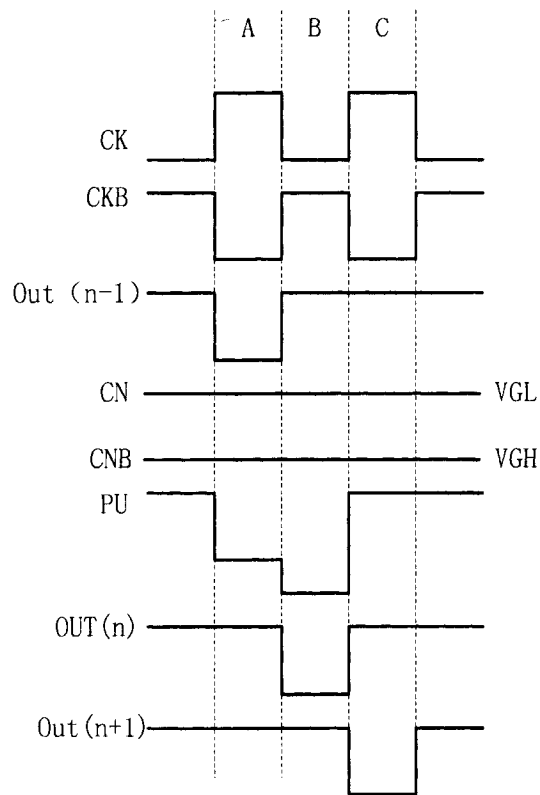 A B C
CK
CKB
Out (n-1)
CN VGL
CNB VGH
PU
OUT(n)
Out(n+1)